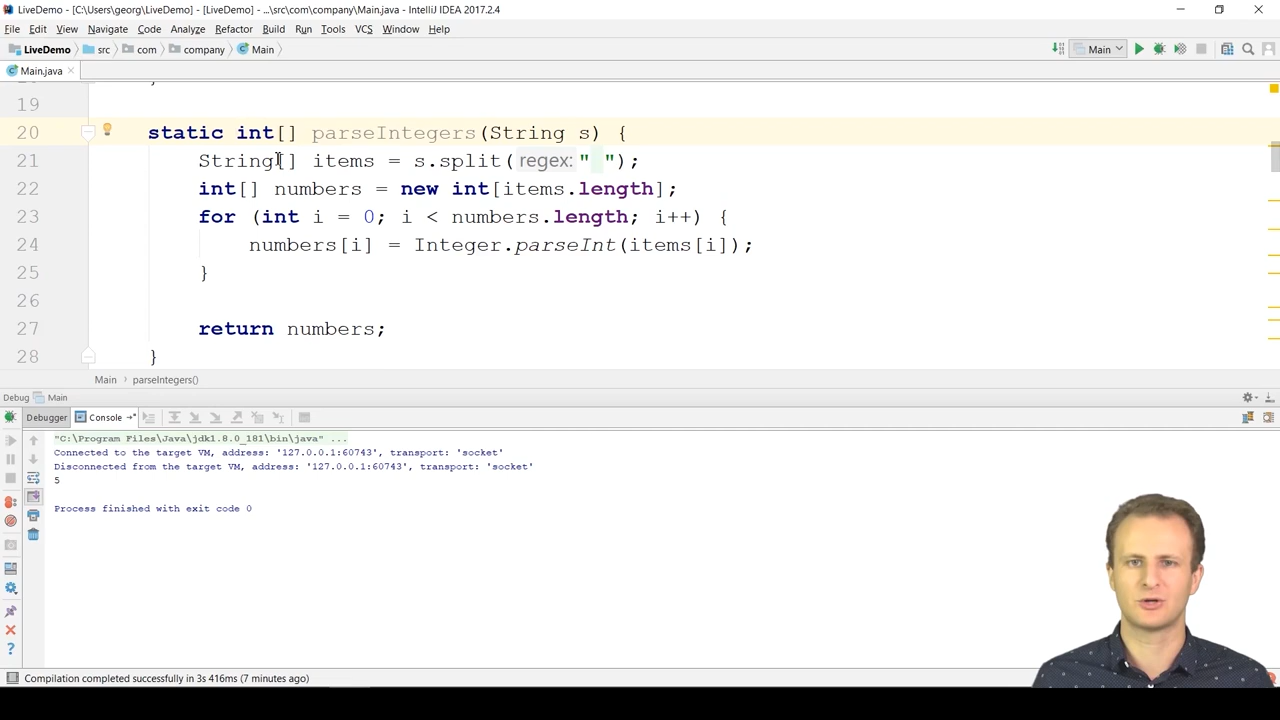 LiveDemo - [C:\Users\georg\LiveDemo] - [LiveDemo] - ...\src\com\company\Main.java - IntelliJ IDEA 2017.2.4
File Edit View Navigate Code Analyze Refactor Build Run Tools VCS Window Help
LiveDemo src com company Main
Main
Main.java
19
20 static int[] parseIntegers(String s) {
21 String[] items = s.split( regex: " ");
22 int[] numbers = new int[items.length];
23 for (int i = 0; i < numbers.length; i++) {
24 numbers[i] = Integer.parseInt(items[i]);
25 }
26
27 return numbers;
28 }
Main parseIntegers()
Debug Main
Debugger Console
"C:\Program Files\Java\jdk1.8.0_181\bin\java" ...
Connected to the target VM, address: '127.0.0.1:60743', transport: 'socket'
Disconnected from the target VM, address: '127.0.0.1:60743', transport: 'socket'
5
Process finished with exit code 0
Compilation completed successfully in 3s 416ms (7 minutes ago)